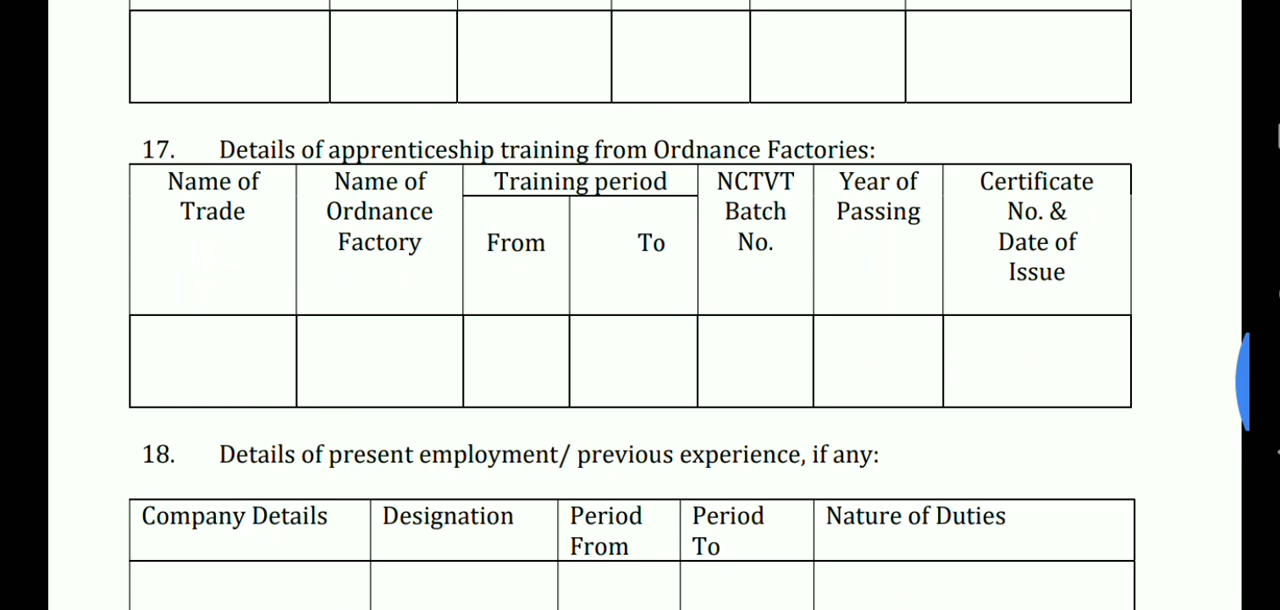 17. Details of apprenticeship training from Ordnance Factories:
Name of Trade
Name of Ordnance Factory
Training period
From
To
NCTVT Batch No.
Year of Passing
Certificate No. & Date of Issue
18. Details of present employment/ previous experience, if any:
Company Details
Designation
Period From
Period To
Nature of Duties